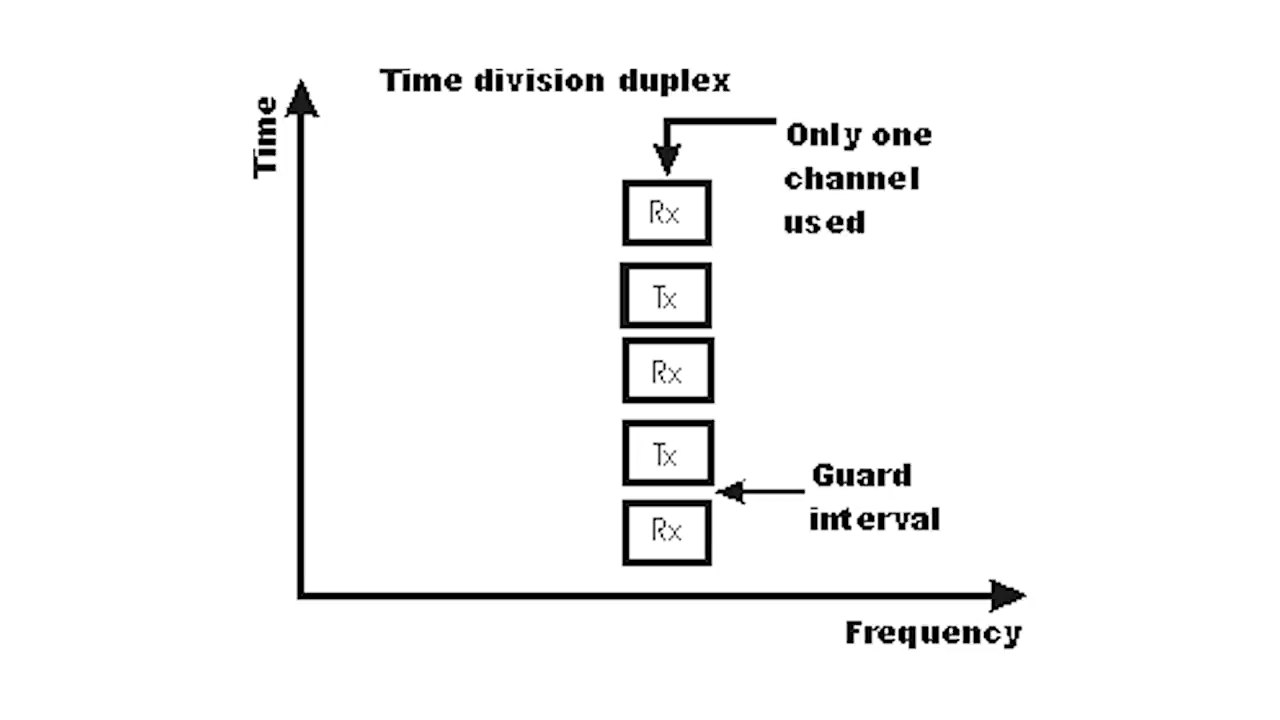 Time division duplex
Time
Only one
channel
used
Rx
Tx
Rx
Tx
Guard
interval
Rx
Frequency